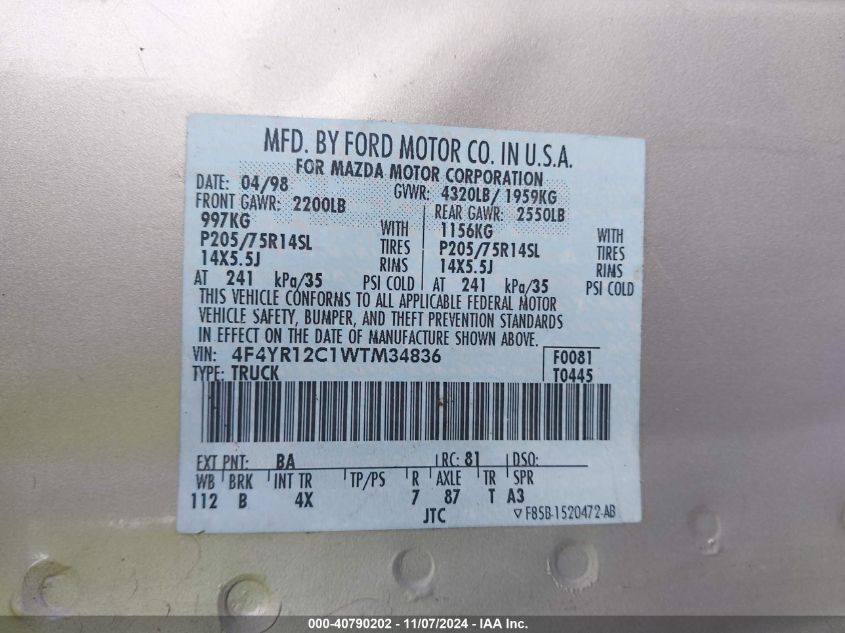 MFD. BY FORD MOTOR CO. IN U.S.A.
FOR MAZDA MOTOR CORPORATION
DATE: 04/98 GVWR: 4320LB/ 1959KG
FRONT GAWR: 2200LB REAR GAWR: 2550LB
997KG WITH 1156KG WITH
P205/75R14SL TIRES P205/75R14SL TIRES
14X5.5J RIMS 14X5.5J RIMS
AT 241 kPa/35 PSI COLD AT 241 kPa/35 PSI COLD
THIS VEHICLE CONFORMS TO ALL APPLICABLE FEDERAL MOTOR
VEHICLE SAFETY, BUMPER, AND THEFT PREVENTION STANDARDS
IN EFFECT ON THE DATE OF MANUFACTURE SHOWN ABOVE.
VIN: 4F4YR12C1WTM34836 F0081
TYPE: TRUCK T0445
EXT PNT: BA RC: 81 DSO:
WB BRK INT TR TP/PS R AXLE TR SPR
112 B 4X 7 87 T A3
JTC ▽ F85B-1520472-AB
000-40790202 - 11/07/2024 - IAA Inc.